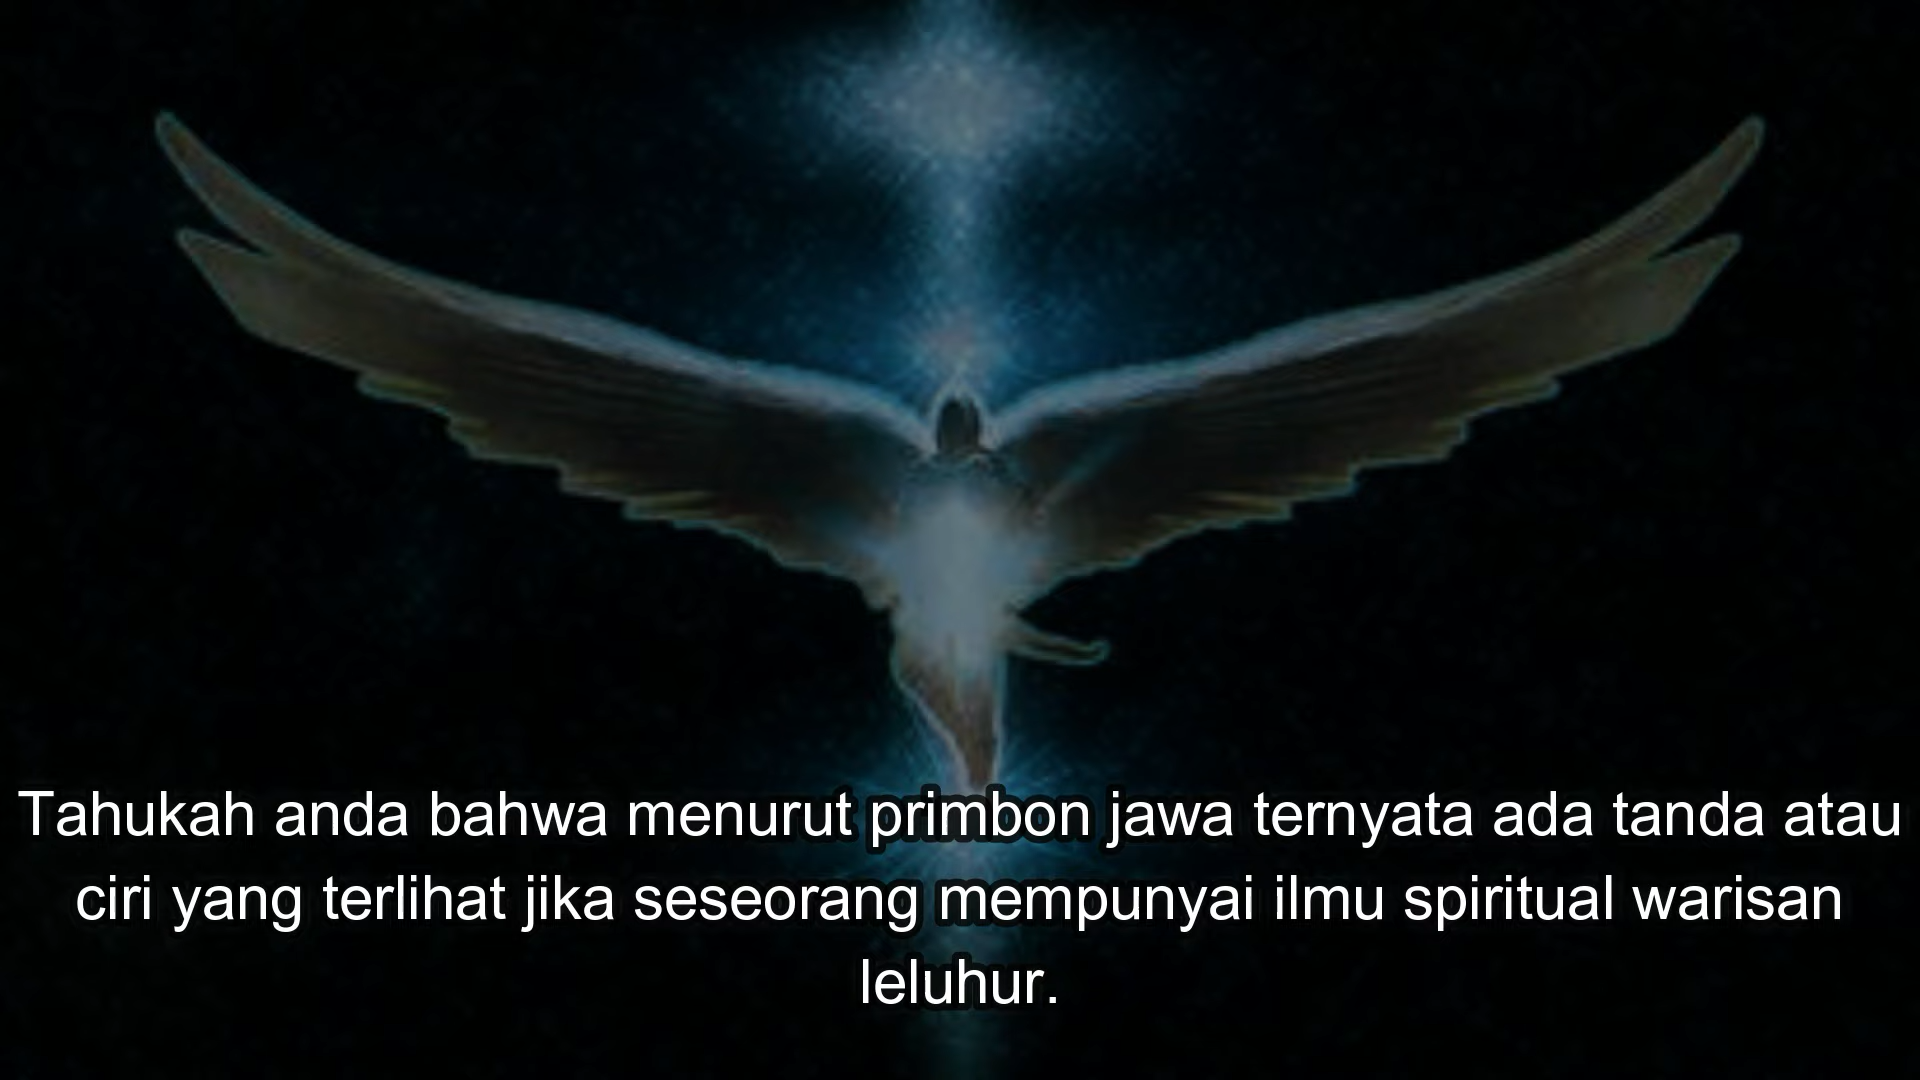 Tahukah anda bahwa menurut primbon jawa ternyata ada tanda atau
ciri yang terlihat jika seseorang mempunyai ilmu spiritual warisan
leluhur.